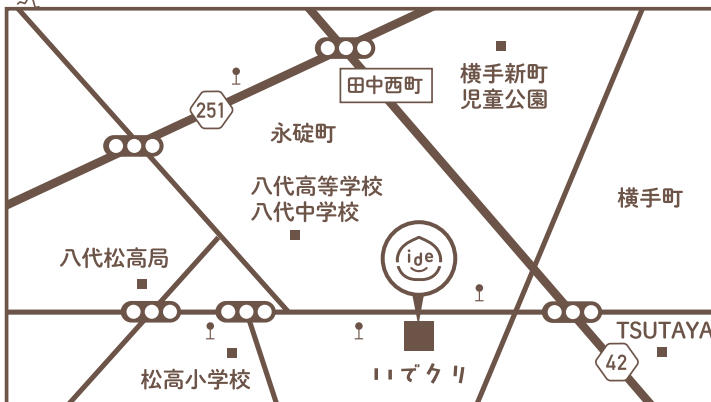 田中西町
横手新町
児童公園
251
永碇町
八代高等学校
八代中学校
横手町
八代松高局
ide
TSUTAYA
42
松高小学校
いでクリ